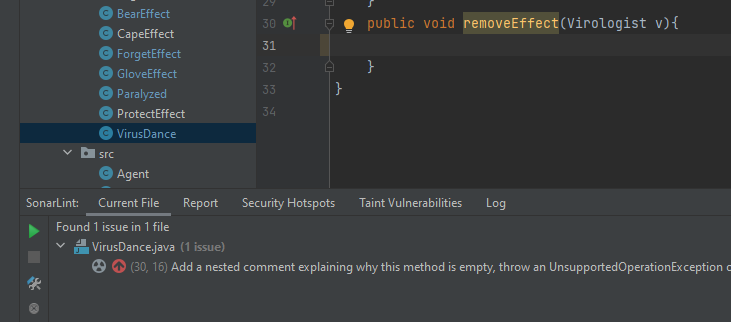 29 }
BearEffect
CapeEffect
ForgetEffect
GloveEffect
Paralyzed
ProtectEffect
VirusDance
src
Agent
30 public void removeEffect(Virologist v){
31
32 }
33 }
34
SonarLint: Current File Report Security Hotspots Taint Vulnerabilities Log
Found 1 issue in 1 file
VirusDance.java (1 issue)
(30, 16) Add a nested comment explaining why this method is empty, throw an UnsupportedOperationException